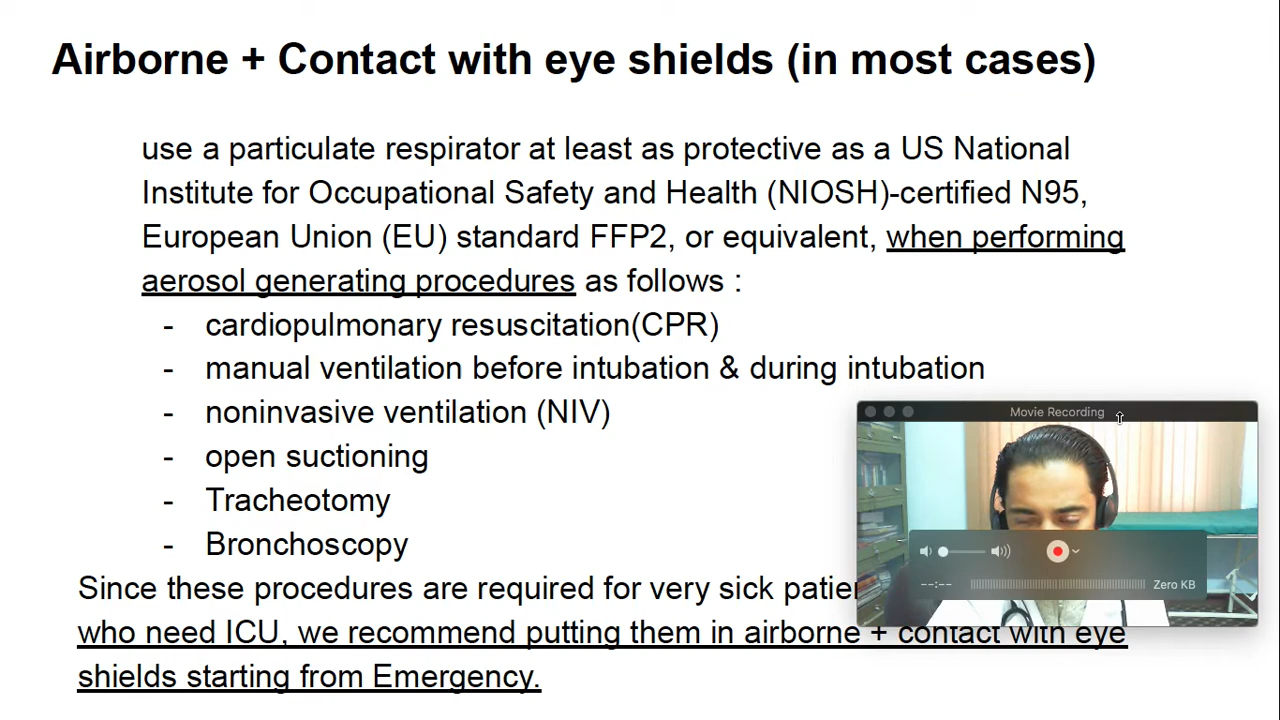 Airborne + Contact with eye shields (in most cases)
use a particulate respirator at least as protective as a US National
Institute for Occupational Safety and Health (NIOSH)-certified N95,
European Union (EU) standard FFP2, or equivalent, when performing
aerosol generating procedures as follows :
- cardiopulmonary resuscitation(CPR)
- manual ventilation before intubation & during intubation
- noninvasive ventilation (NIV)
- open suctioning
- Tracheotomy
- Bronchoscopy
Movie Recording
--:--
Zero KB
Since these procedures are required for very sick
who need ICU, we recommend putting them in airborne + contact with eye
shields starting from Emergency.